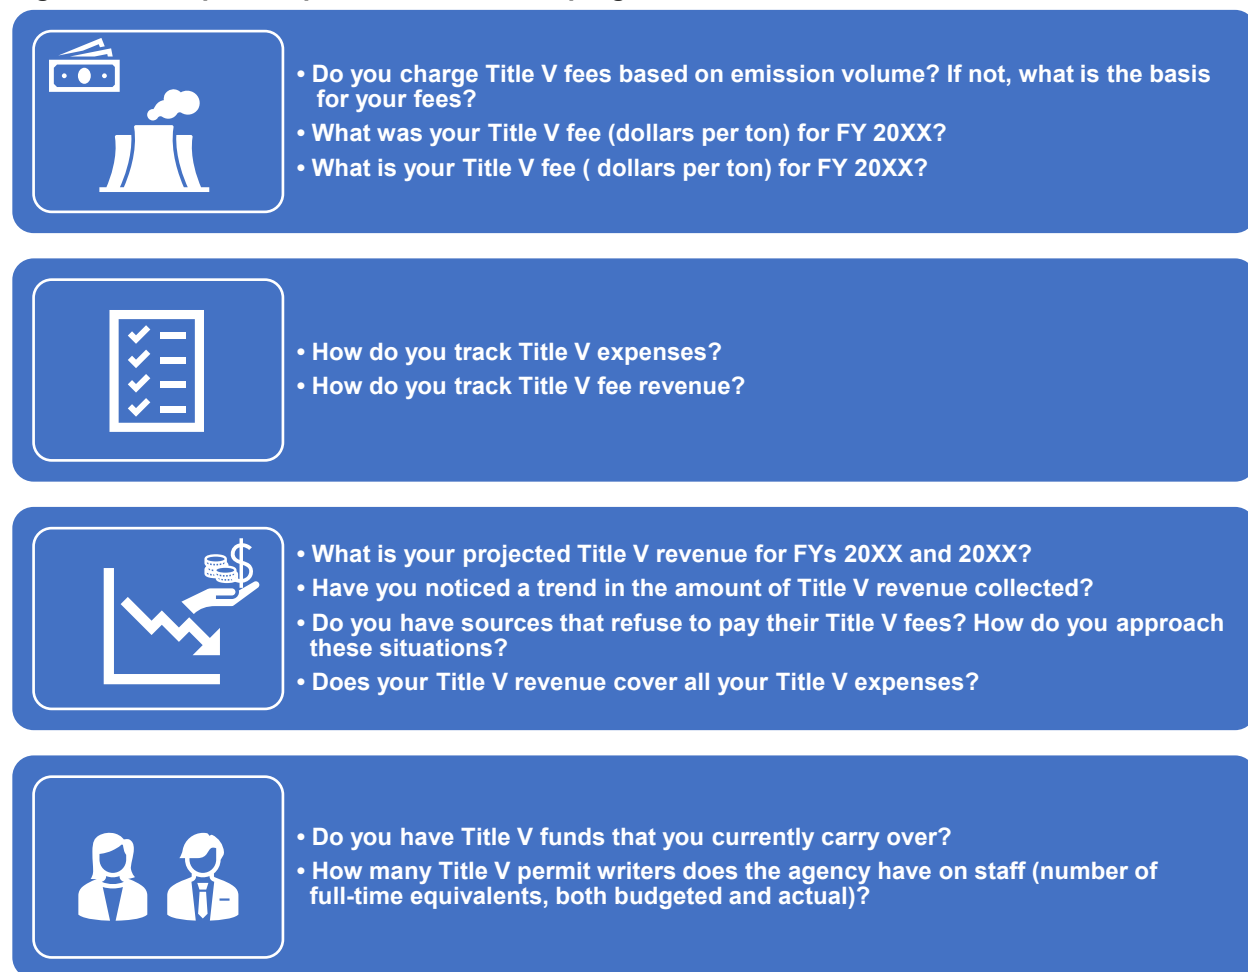 • Do you charge Title V fees based on emission volume? If not, what is the basis
for your fees?
• What was your Title V fee (dollars per ton) for FY 20XX?
• What is your Title V fee ( dollars per ton) for FY 20XX?
• How do you track Title V expenses?
• How do you track Title V fee revenue?
• What is your projected Title V revenue for FYs 20XX and 20XX?
• Have you noticed a trend in the amount of Title V revenue collected?
• Do you have sources that refuse to pay their Title V fees? How do you approach
these situations?
• Does your Title V revenue cover all your Title V expenses?
• Do you have Title V funds that you currently carry over?
• How many Title V permit writers does the agency have on staff (number of
full-time equivalents, both budgeted and actual)?